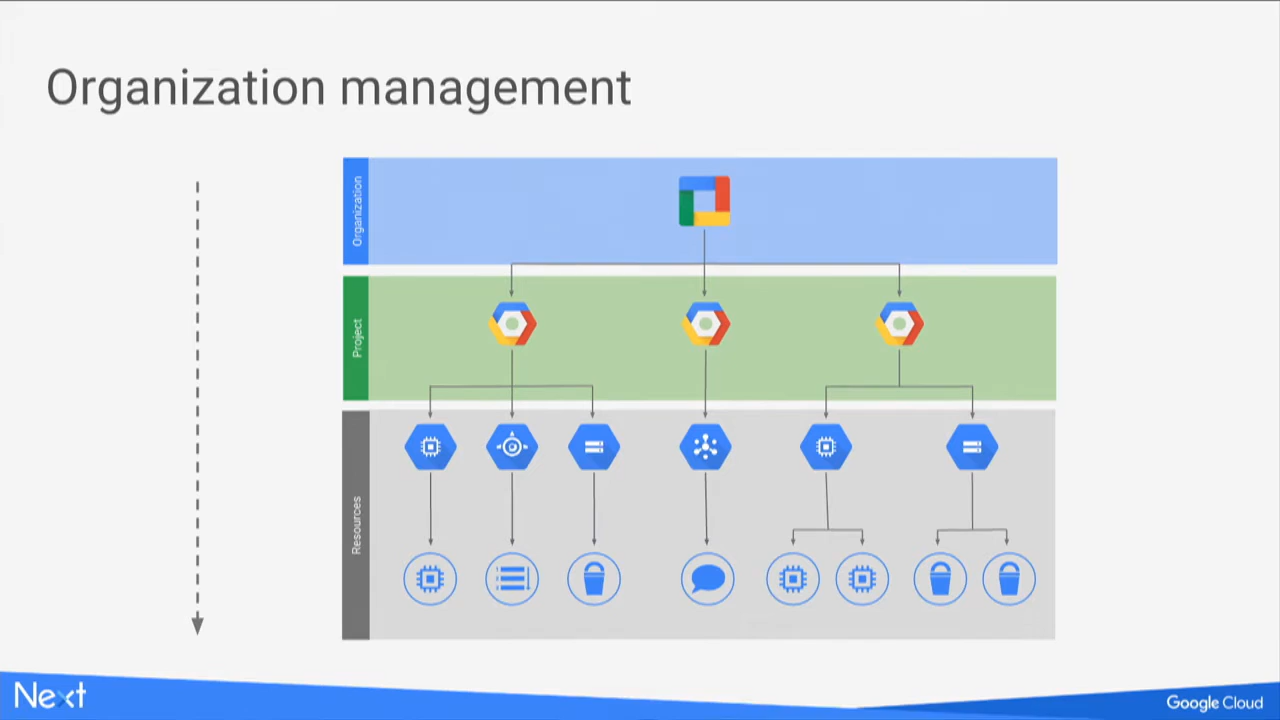 Organization management
Organization
Project
Resources
Next
Google Cloud